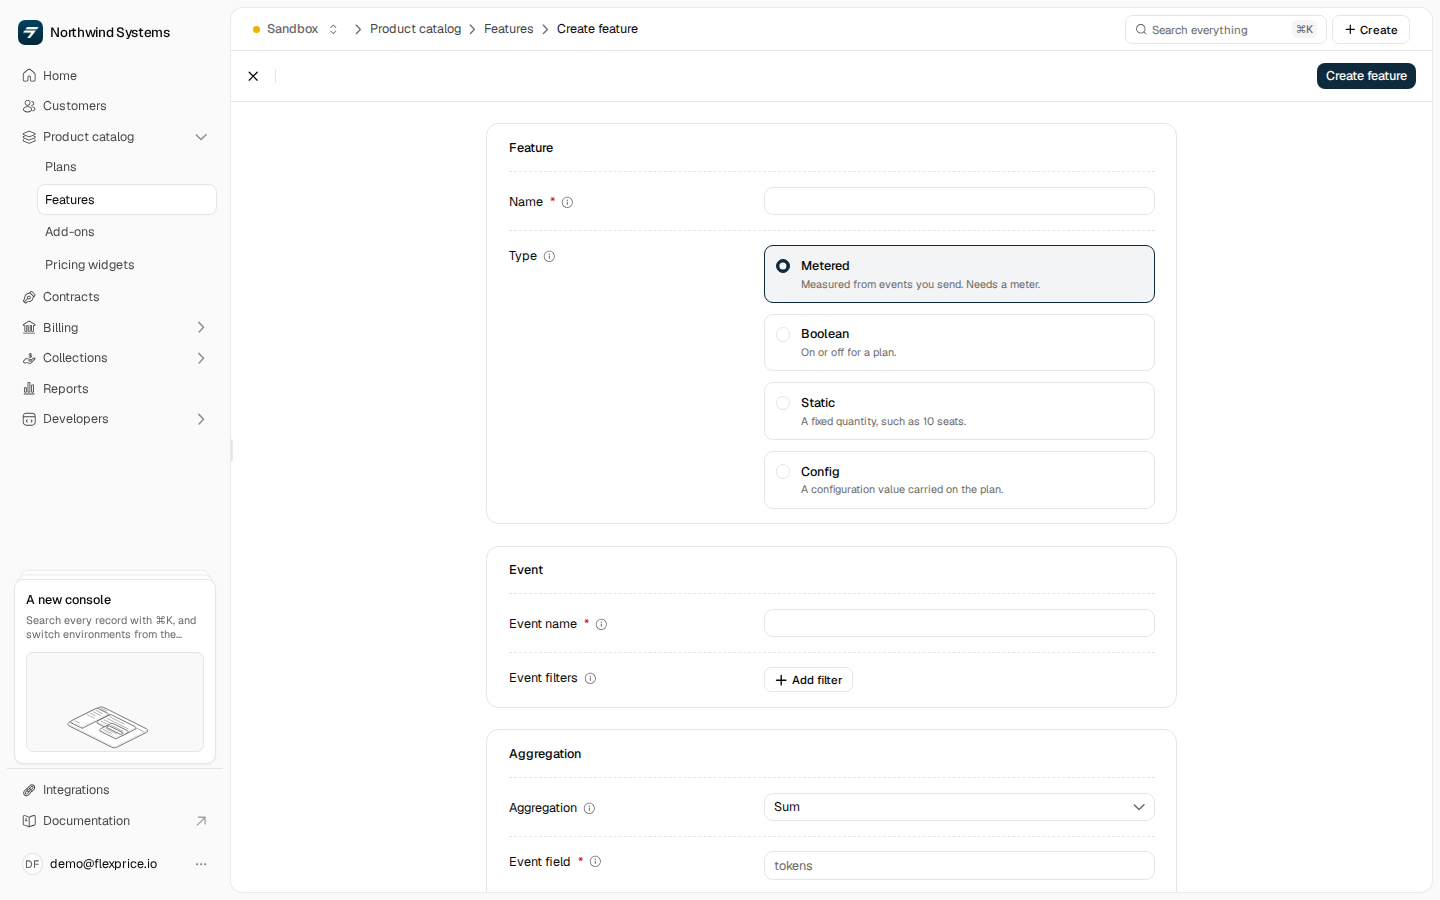 Northwind Systems
Home
Customers
Product catalog
Plans
Features
Add-ons
Pricing widgets
Contracts
Billing
Collections
Reports
Developers
A new console
Search every record with ⌘K, and
switch environments from the...
Integrations
Documentation
DF demo@flexprice.io
Sandbox Product catalog Features Create feature
Search everything ⌘K
Create
Create feature
Feature
Name *
Type
Metered
Measured from events you send. Needs a meter.
Boolean
On or off for a plan.
Static
A fixed quantity, such as 10 seats.
Config
A configuration value carried on the plan.
Event
Event name *
Event filters
Add filter
Aggregation
Aggregation
Sum
Event field *
tokens